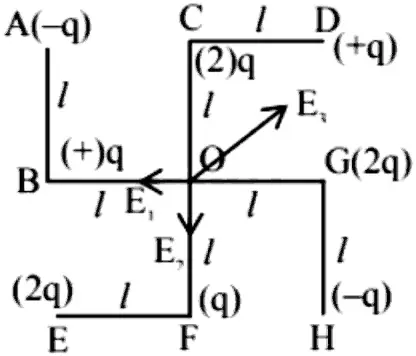 A(−q) C l D
(2)q (+q)
l l
(+)q O E₃
B G(2q)
l E₁ l
E₂ l l
(2q) l (q) (−q)
E F H